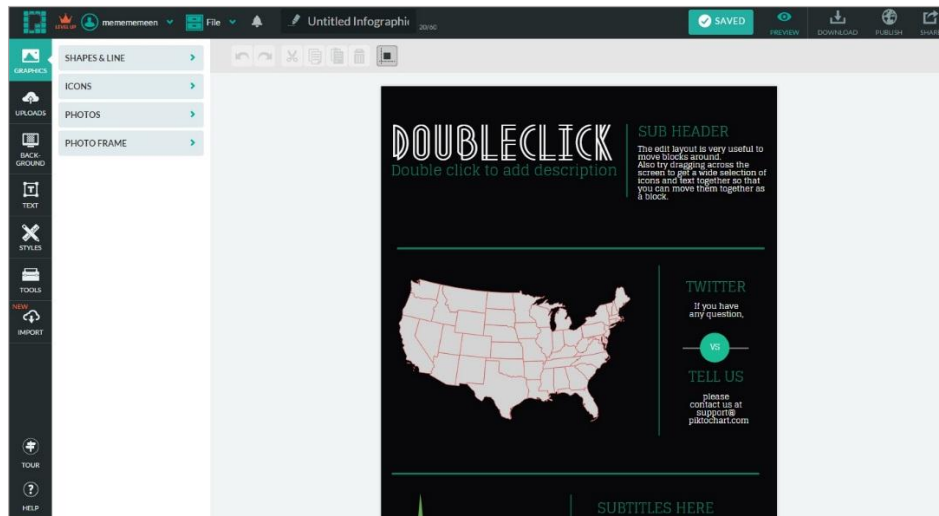 LEVEL UP
memememeen
File
Untitled Infographic
20/60
SAVED
PREVIEW
DOWNLOAD
PUBLISH
SHARE
GRAPHICS
UPLOADS
BACK-
GROUND
TEXT
STYLES
TOOLS
NEW
IMPORT
TOUR
HELP
SHAPES & LINE
ICONS
PHOTOS
PHOTO FRAME
DOUBLECLICK
Double click to add description
SUB HEADER
The edit layout is very useful to
move blocks around.
Also try dragging across the
screen to get a wide selection of
icons and text together so that
you can move them together as
a block.
TWITTER
If you have
any question,
VS
TELL US
please
contact us at
support@
piktochart.com
SUBTITLES HERE